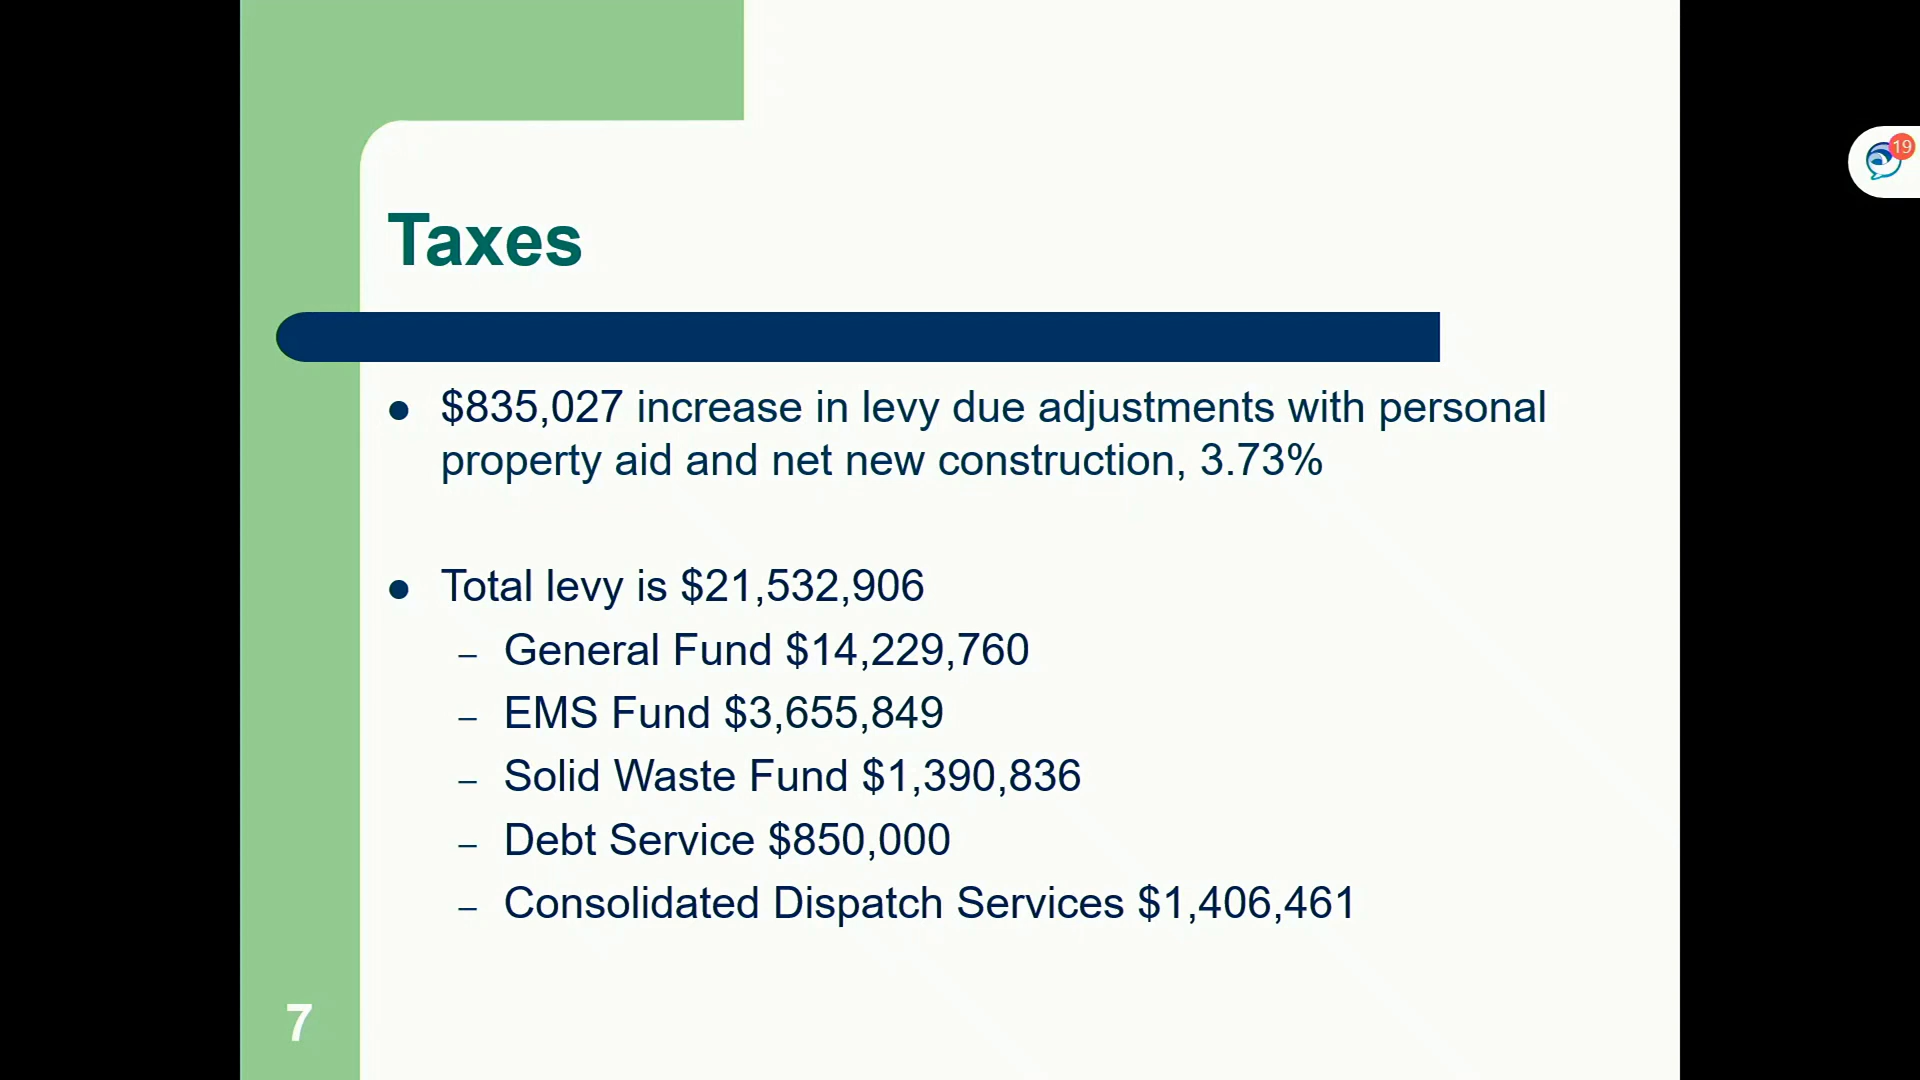 19
Taxes
• $835,027 increase in levy due adjustments with personal
property aid and net new construction, 3.73%
• Total levy is $21,532,906
– General Fund $14,229,760
– EMS Fund $3,655,849
– Solid Waste Fund $1,390,836
– Debt Service $850,000
– Consolidated Dispatch Services $1,406,461
7